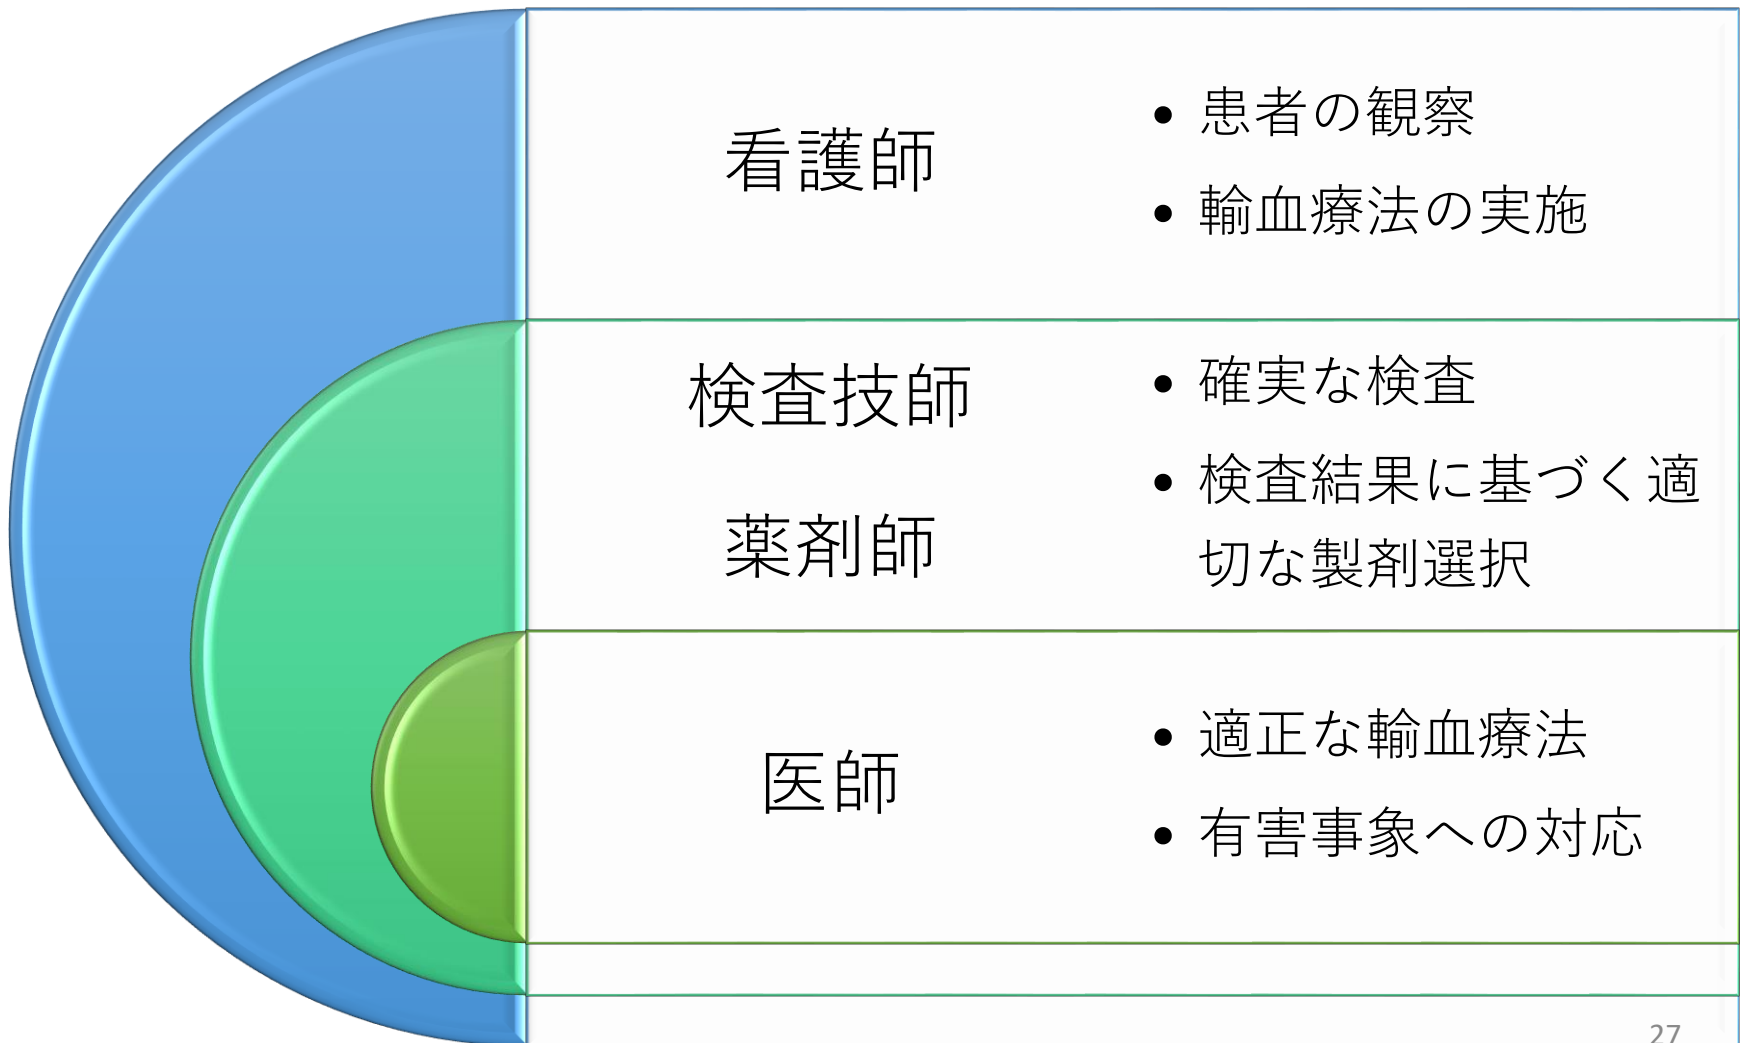 看護師
• 患者の観察
• 輸血療法の実施
検査技師
薬剤師
• 確実な検査
• 検査結果に基づく適
切な製剤選択
医師
• 適正な輸血療法
• 有害事象への対応
27